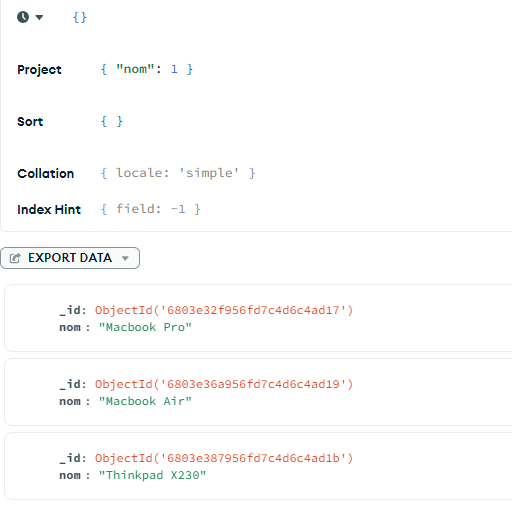 {}
Project { "nom": 1 }
Sort { }
Collation { locale: 'simple' }
Index Hint { field: -1 }
EXPORT DATA
_id: ObjectId('6803e32f956fd7c4d6c4ad17')
nom : "Macbook Pro"
_id: ObjectId('6803e36a956fd7c4d6c4ad19')
nom : "Macbook Air"
_id: ObjectId('6803e387956fd7c4d6c4ad1b')
nom : "Thinkpad X230"